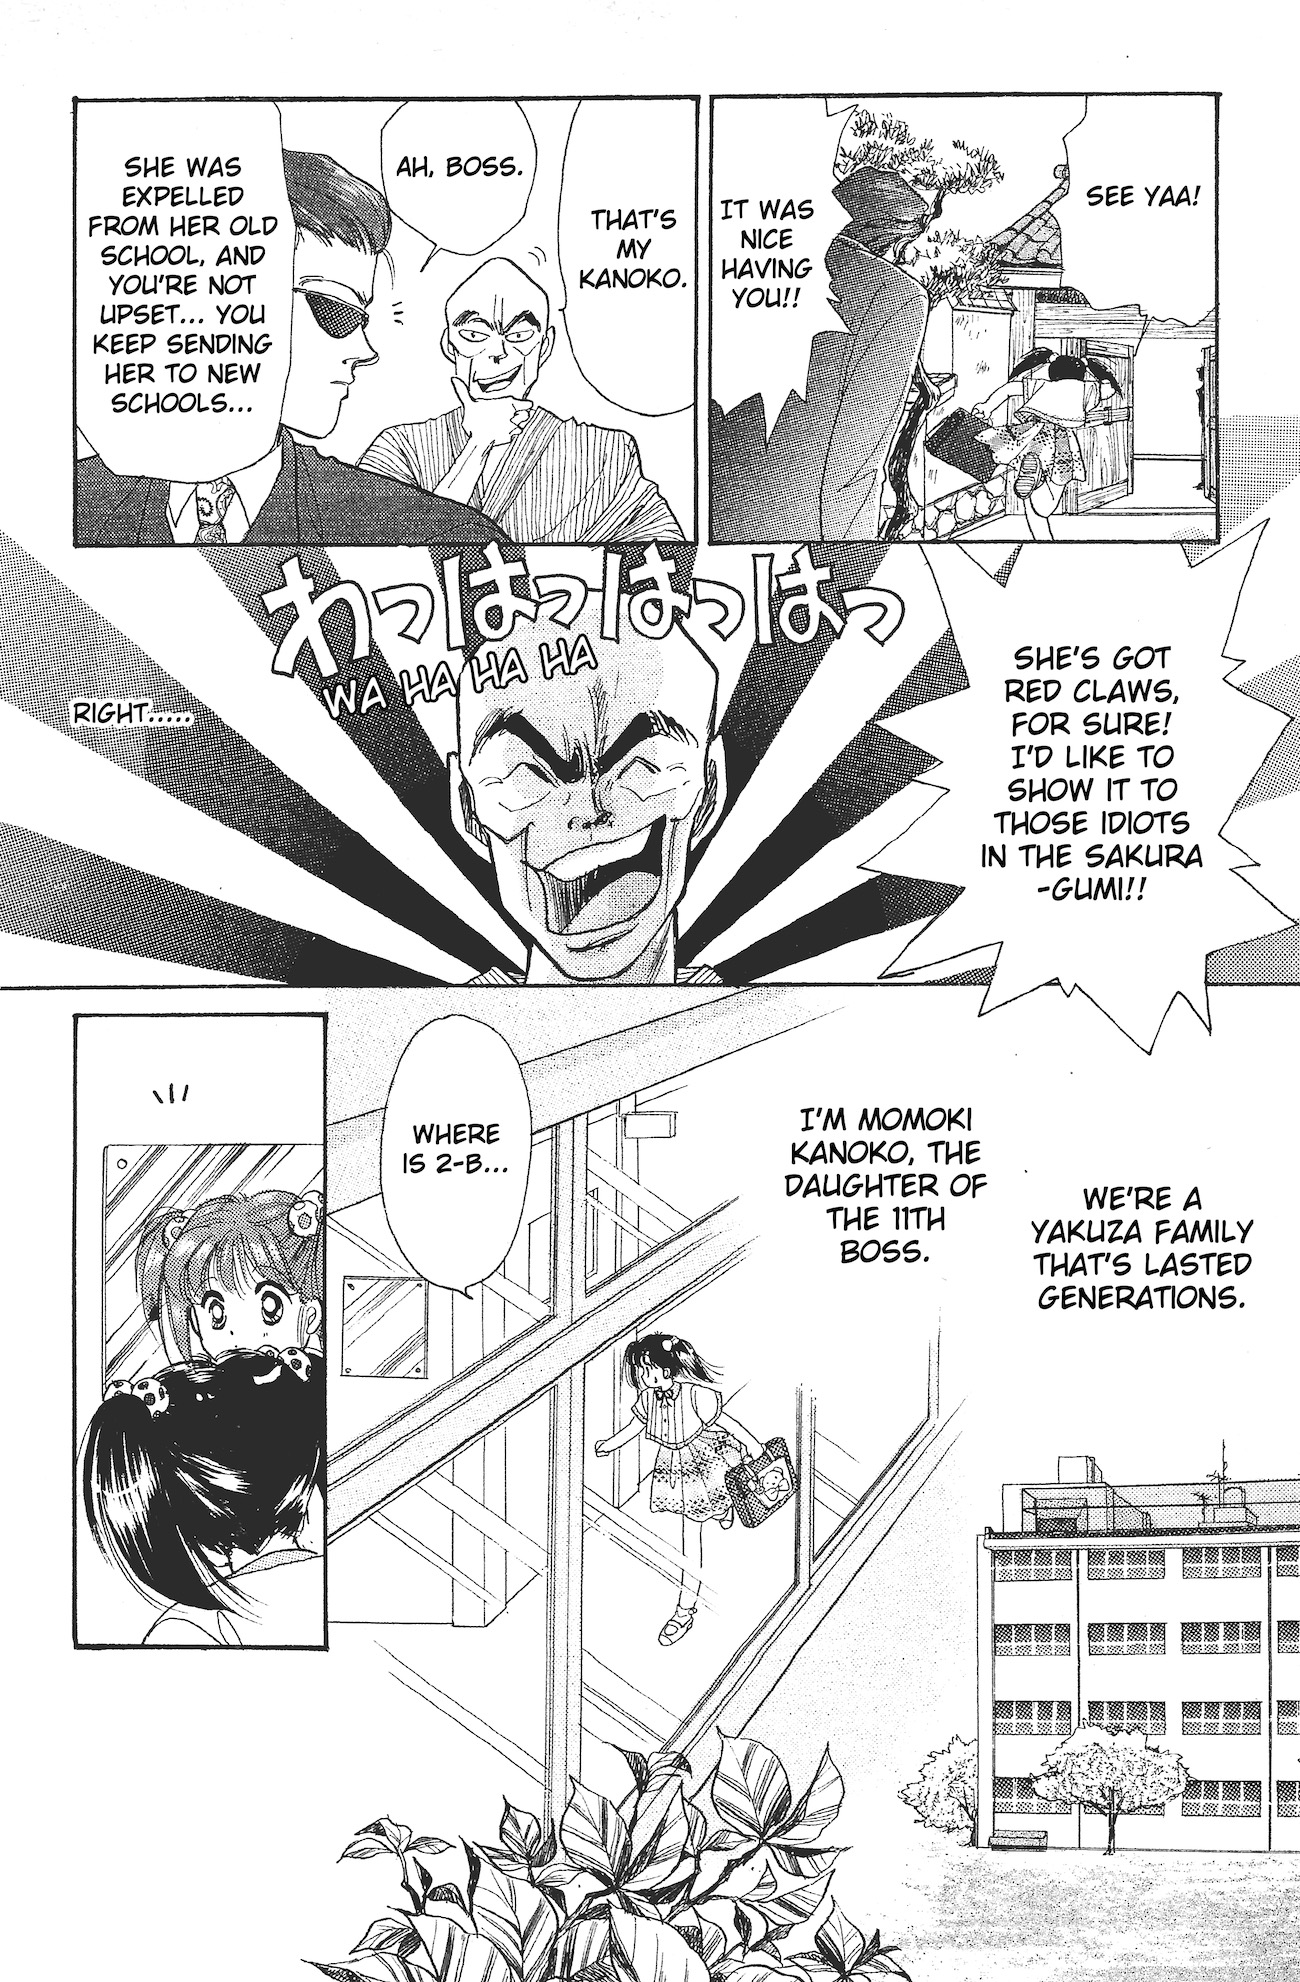 SEE YAA!
IT WAS
NICE
HAVING
YOU!!
THAT'S
MY
KANOKO.
AH, BOSS.
SHE WAS
EXPELLED
FROM HER OLD
SCHOOL, AND
YOU'RE NOT
UPSET... YOU
KEEP SENDING
HER TO NEW
SCHOOLS...
SHE'S GOT
RED CLAWS,
FOR SURE!
I'D LIKE TO
SHOW IT TO
THOSE IDIOTS
IN THE SAKURA
-GUMI!!
わっはっはっはっ
WA HA HA HA
RIGHT.....
WE'RE A
YAKUZA FAMILY
THAT'S LASTED
GENERATIONS.
I'M MOMOKI
KANOKO, THE
DAUGHTER OF
THE 11TH
BOSS.
WHERE
IS 2-B...